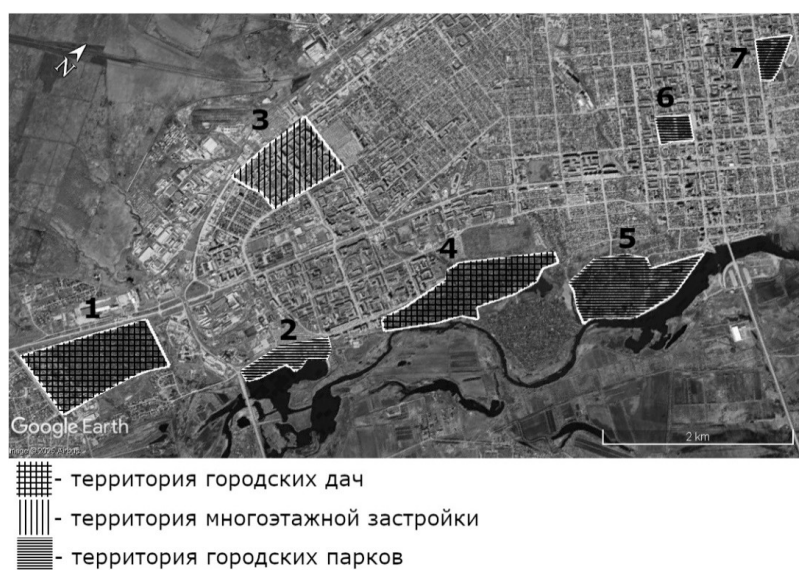 7
6
3
N
5
4
1
2
Google Earth
2 km
- территория городских дач
- территория многоэтажной застройки
- территория городских парков